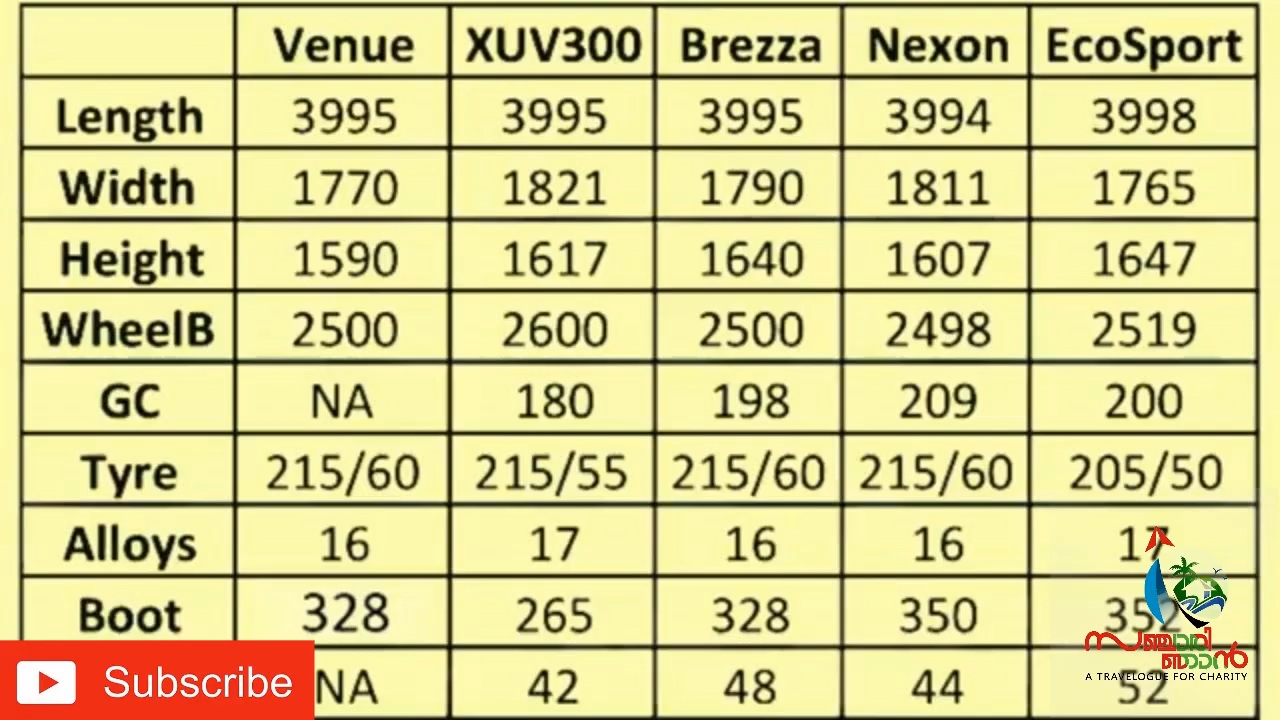 Venue XUV300 Brezza Nexon EcoSport
Length 3995 3995 3995 3994 3998
Width 1770 1821 1790 1811 1765
Height 1590 1617 1640 1607 1647
WheelB 2500 2600 2500 2498 2519
GC NA 180 198 209 200
Tyre 215/60 215/55 215/60 215/60 205/50
Alloys 16 17 16 16 17
Boot 328 265 328 350 352
Subscribe NA 42 48 44 52
സഞ്ചാരി
ഞാൻ
A TRAVELOGUE FOR CHARITY